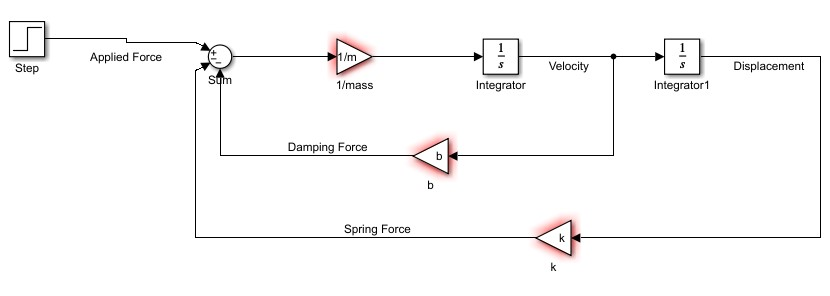 Step
Applied Force
+
−
−
Sum
1/m
1/mass
1
s
Integrator
Velocity
1
s
Integrator1
Displacement
Damping Force
b
b
Spring Force
k
k